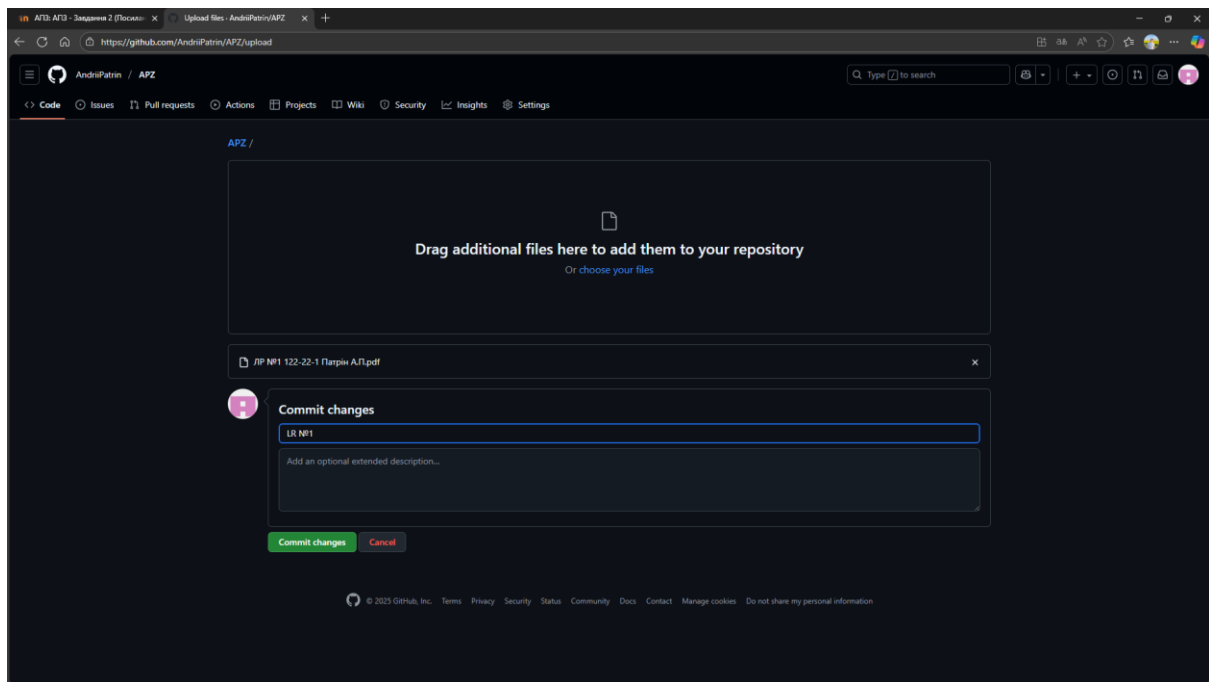 АПЗ: АПЗ - Завдання 2 (Посилан
Upload files · AndriiPatrin/APZ
https://github.com/AndriiPatrin/APZ/upload
AndriiPatrin / APZ
Type / to search
Code Issues Pull requests Actions Projects Wiki Security Insights Settings
APZ /
Drag additional files here to add them to your repository
Or choose your files
ЛР №1 122-22-1 Патрін А.П.pdf
Commit changes
LR №1
Add an optional extended description...
Commit changes Cancel
© 2025 GitHub, Inc. Terms Privacy Security Status Community Docs Contact Manage cookies Do not share my personal information